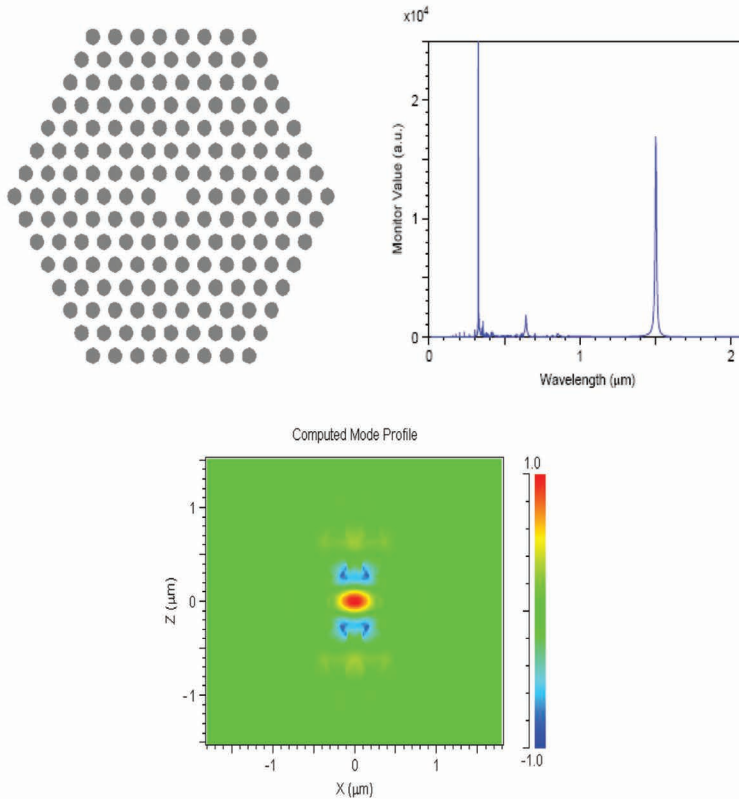 x10⁴
2
1
0
Monitor Value (a.u.)
0 1 2
Wavelength (μm)
Computed Mode Profile
1
0
-1
Z (μm)
-1 0 1
X (μm)
1.0
-1.0